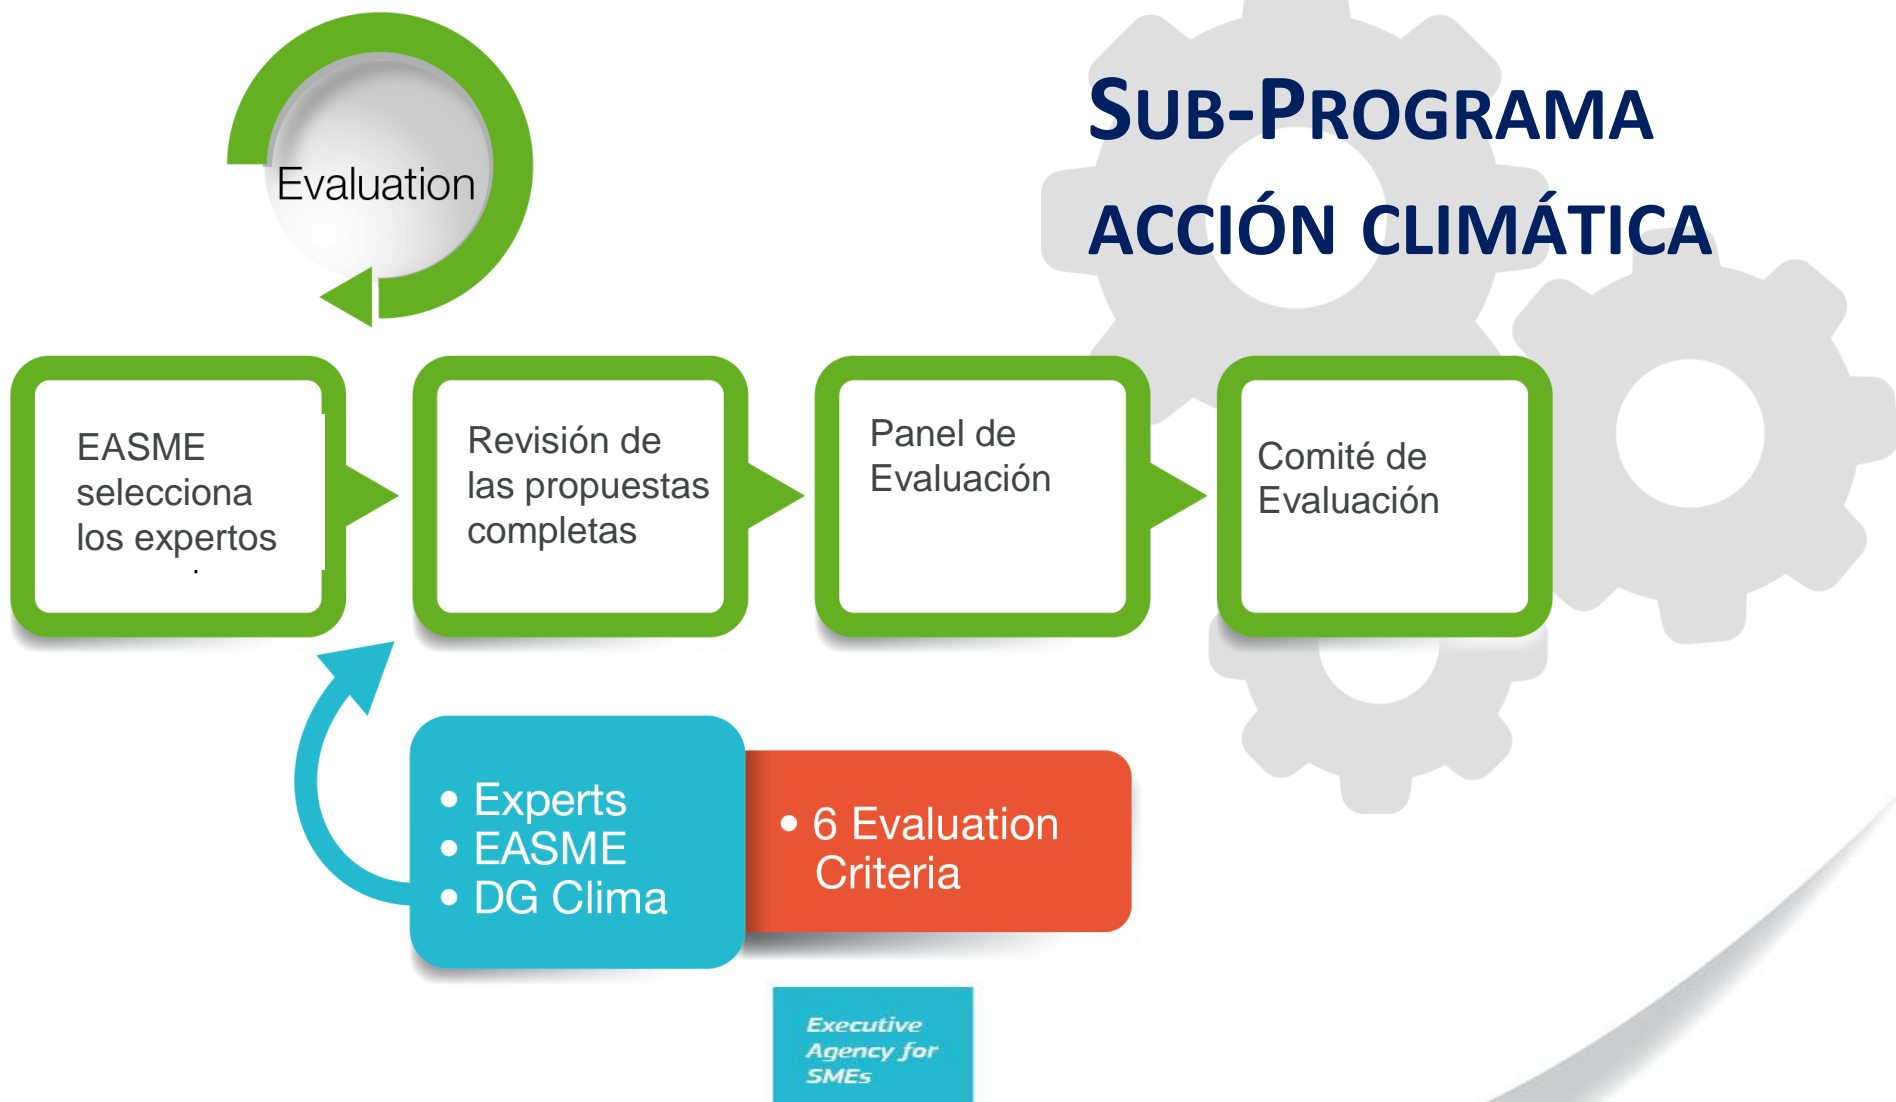 Evaluation
SUB-PROGRAMA
ACCIÓN CLIMÁTICA
EASME
selecciona
los expertos
.
Revisión de
las propuestas
completas
Panel de
Evaluación
Comité de
Evaluación
• Experts
• EASME
• DG Clima
• 6 Evaluation
Criteria
Executive
Agency for
SMEs